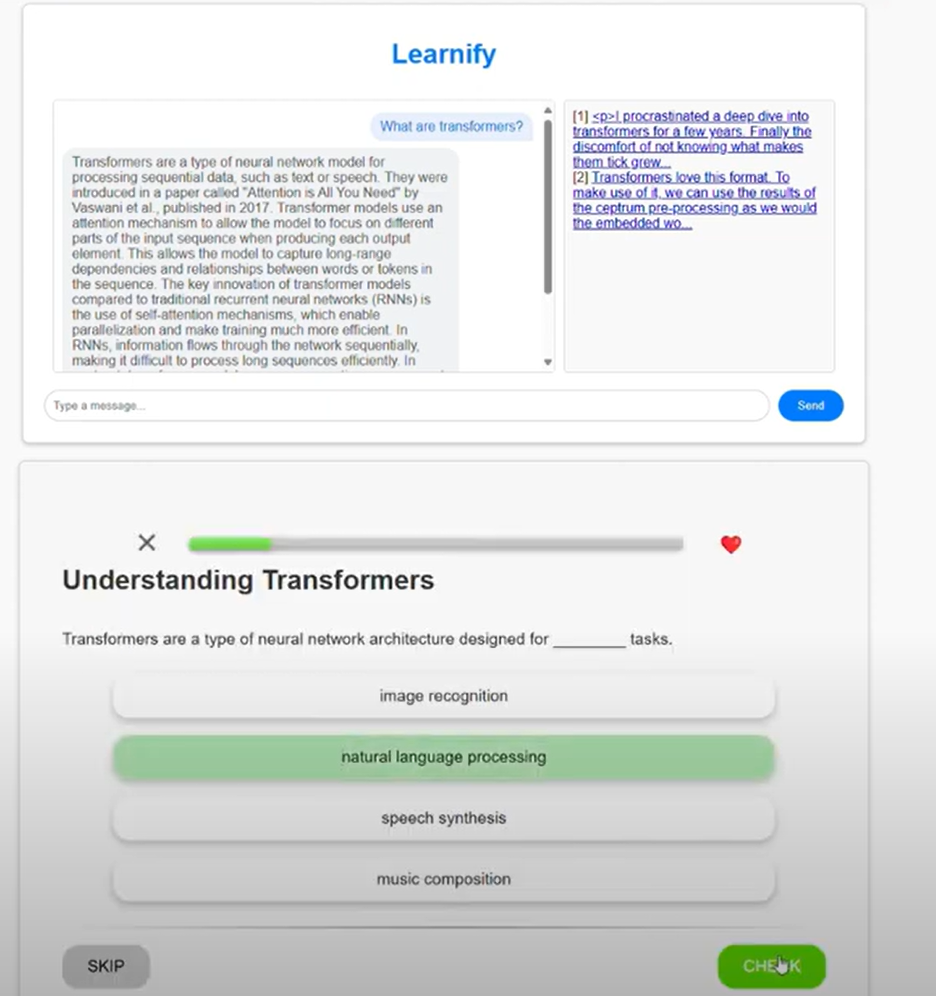 Learnify
What are transformers?
Transformers are a type of neural network model for
processing sequential data, such as text or speech. They were
introduced in a paper called "Attention is All You Need" by
Vaswani et al., published in 2017. Transformer models use an
attention mechanism to allow the model to focus on different
parts of the input sequence when producing each output
element. This allows the model to capture long-range
dependencies and relationships between words or tokens in
the sequence. The key innovation of transformer models
compared to traditional recurrent neural networks (RNNs) is
the use of self-attention mechanisms, which enable
parallelization and make training much more efficient. In
RNNs, information flows through the network sequentially,
making it difficult to process long sequences efficiently. In
[1] <p>I procrastinated a deep dive into
transformers for a few years. Finally the
discomfort of not knowing what makes
them tick grew...
[2] Transformers love this format. To
make use of it, we can use the results of
the ceptrum pre-processing as we would
the embedded wo...
Type a message...
Send
Understanding Transformers
Transformers are a type of neural network architecture designed for ________ tasks.
image recognition
natural language processing
speech synthesis
music composition
SKIP
CHECK